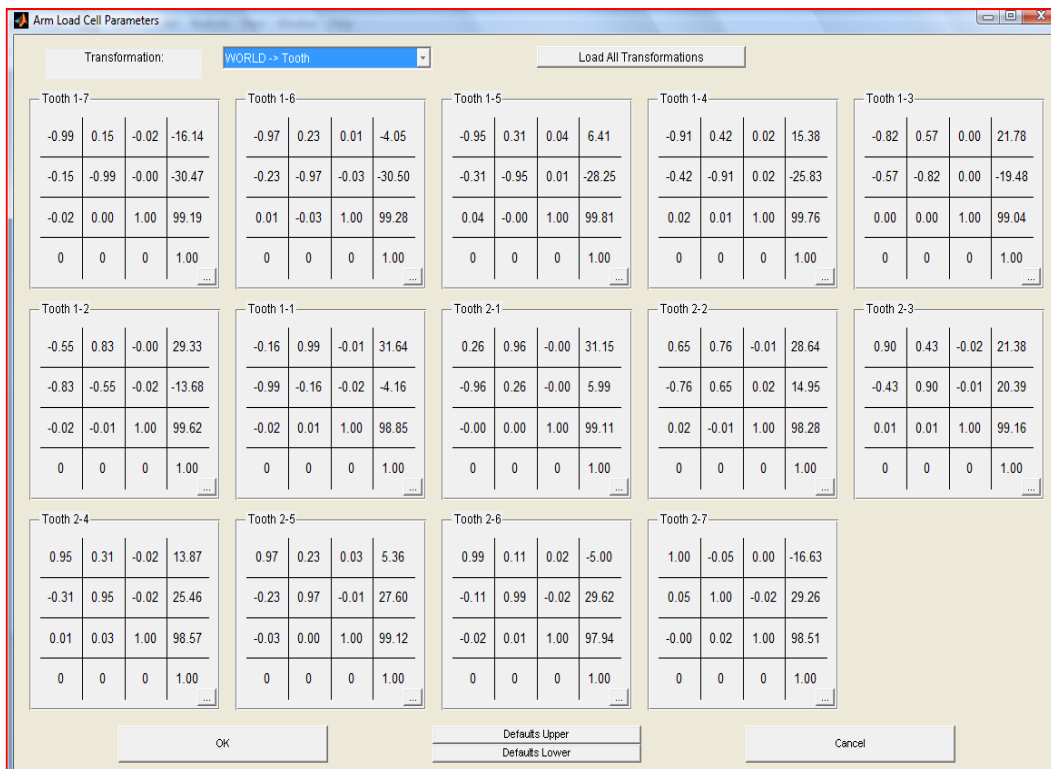 Arm Load Cell Parameters
Transformation: WORLD -> Tooth Load All Transformations
Tooth 1-7 Tooth 1-6 Tooth 1-5 Tooth 1-4 Tooth 1-3
-0.99 0.15 -0.02 -16.14 -0.97 0.23 0.01 -4.05 -0.95 0.31 0.04 6.41 -0.91 0.42 0.02 15.38 -0.82 0.57 0.00 21.78
-0.15 -0.99 -0.00 -30.47 -0.23 -0.97 -0.03 -30.50 -0.31 -0.95 0.01 -28.25 -0.42 -0.91 0.02 -25.83 -0.57 -0.82 0.00 -19.48
-0.02 0.00 1.00 99.19 0.01 -0.03 1.00 99.28 0.04 -0.00 1.00 99.81 0.02 0.01 1.00 99.76 0.00 0.00 1.00 99.04
0 0 0 1.00 0 0 0 1.00 0 0 0 1.00 0 0 0 1.00 0 0 0 1.00
... ... ... ... ...
Tooth 1-2 Tooth 1-1 Tooth 2-1 Tooth 2-2 Tooth 2-3
-0.55 0.83 -0.00 29.33 -0.16 0.99 -0.01 31.64 0.26 0.96 -0.00 31.15 0.65 0.76 -0.01 28.64 0.90 0.43 -0.02 21.38
-0.83 -0.55 -0.02 -13.68 -0.99 -0.16 -0.02 -4.16 -0.96 0.26 -0.00 5.99 -0.76 0.65 0.02 14.95 -0.43 0.90 -0.01 20.39
-0.02 -0.01 1.00 99.62 -0.02 0.01 1.00 98.85 -0.00 0.00 1.00 99.11 0.02 -0.01 1.00 98.28 0.01 0.01 1.00 99.16
0 0 0 1.00 0 0 0 1.00 0 0 0 1.00 0 0 0 1.00 0 0 0 1.00
... ... ... ... ...
Tooth 2-4 Tooth 2-5 Tooth 2-6 Tooth 2-7
0.95 0.31 -0.02 13.87 0.97 0.23 0.03 5.36 0.99 0.11 0.02 -5.00 1.00 -0.05 0.00 -16.63
-0.31 0.95 -0.02 25.46 -0.23 0.97 -0.01 27.60 -0.11 0.99 -0.02 29.62 0.05 1.00 -0.02 29.26
0.01 0.03 1.00 98.57 -0.03 0.00 1.00 99.12 -0.02 0.01 1.00 97.94 -0.00 0.02 1.00 98.51
0 0 0 1.00 0 0 0 1.00 0 0 0 1.00 0 0 0 1.00
... ... ... ...
OK Defaults Upper Cancel
Defaults Lower